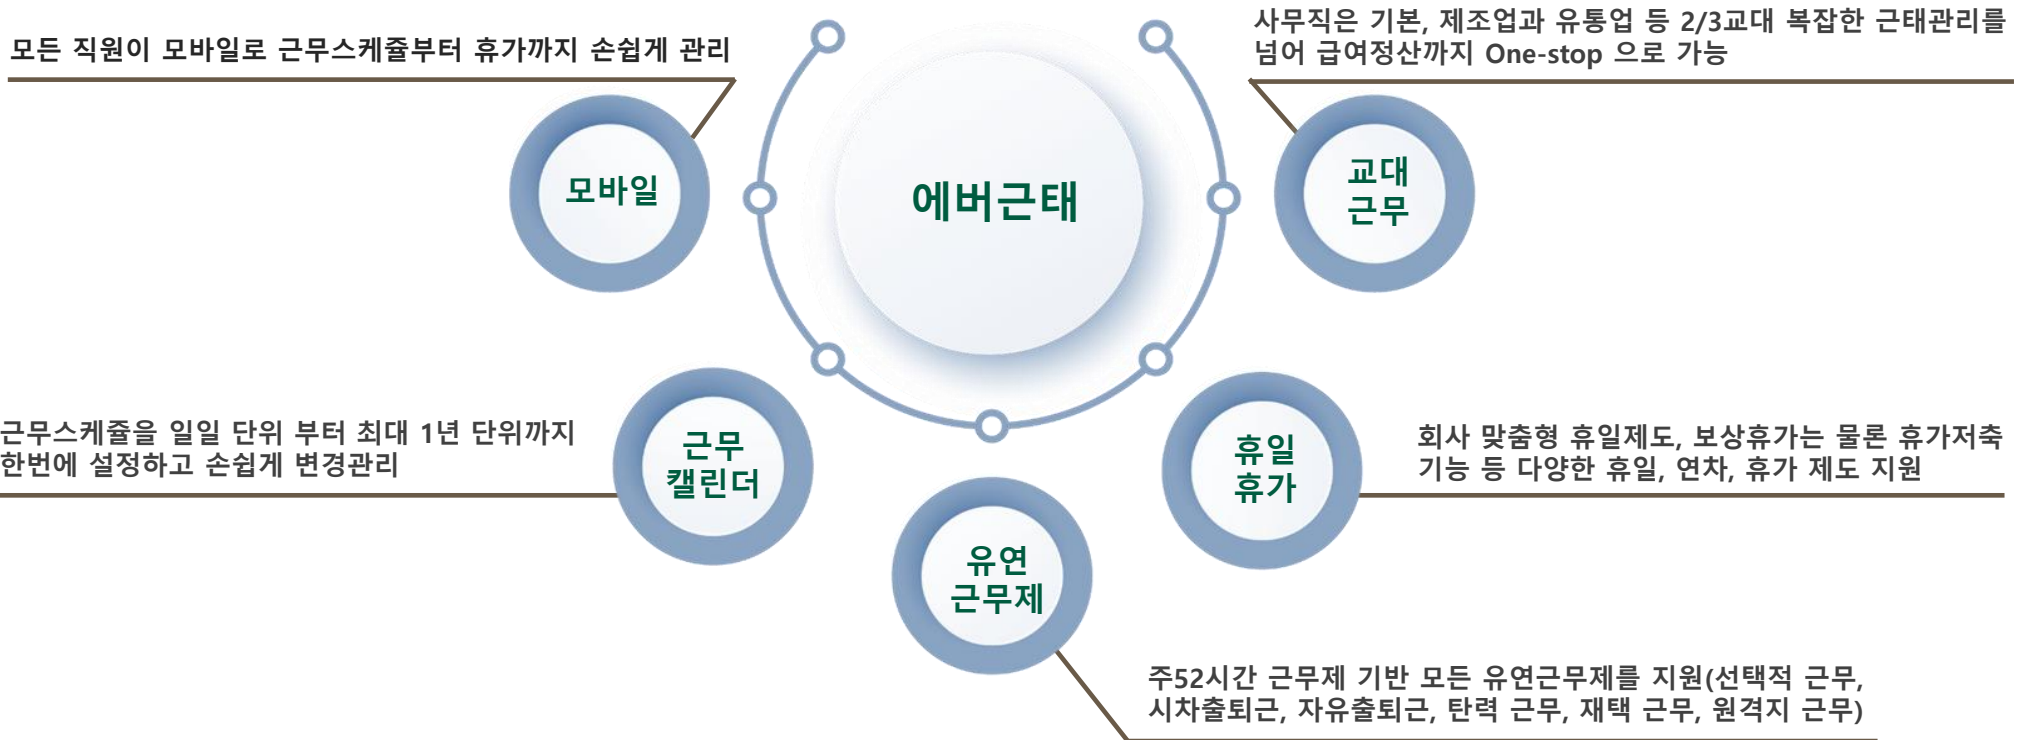 모든 직원이 모바일로 근무스케쥴부터 휴가까지 손쉽게 관리
사무직은 기본, 제조업과 유통업 등 2/3교대 복잡한 근태관리를
넘어 급여정산까지 One-stop 으로 가능
모바일
에버근태
교대
근무
근무스케쥴을 일일 단위 부터 최대 1년 단위까지
한번에 설정하고 손쉽게 변경관리
근무
캘린더
휴일
휴가
회사 맞춤형 휴일제도, 보상휴가는 물론 휴가저축
기능 등 다양한 휴일, 연차, 휴가 제도 지원
유연
근무제
주52시간 근무제 기반 모든 유연근무제를 지원(선택적 근무,
시차출퇴근, 자유출퇴근, 탄력 근무, 재택 근무, 원격지 근무)